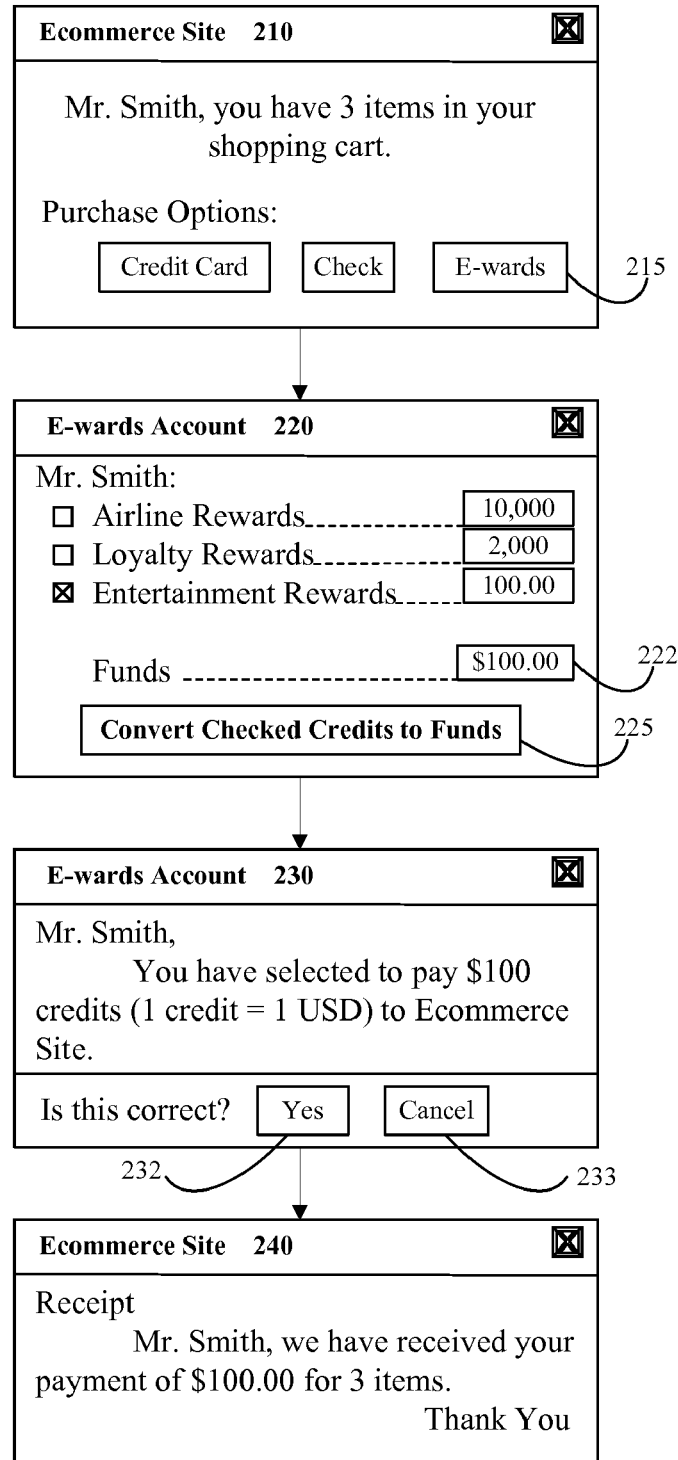 Ecommerce Site 210
Mr. Smith, you have 3 items in your
shopping cart.
Purchase Options:
Credit Card Check E-wards 215
E-wards Account 220
Mr. Smith:
Airline Rewards 10,000
Loyalty Rewards 2,000
Entertainment Rewards 100.00
Funds $100.00 222
Convert Checked Credits to Funds 225
E-wards Account 230
Mr. Smith,
You have selected to pay $100
credits (1 credit = 1 USD) to Ecommerce
Site.
Is this correct? Yes Cancel
232 233
Ecommerce Site 240
Receipt
Mr. Smith, we have received your
payment of $100.00 for 3 items.
Thank You